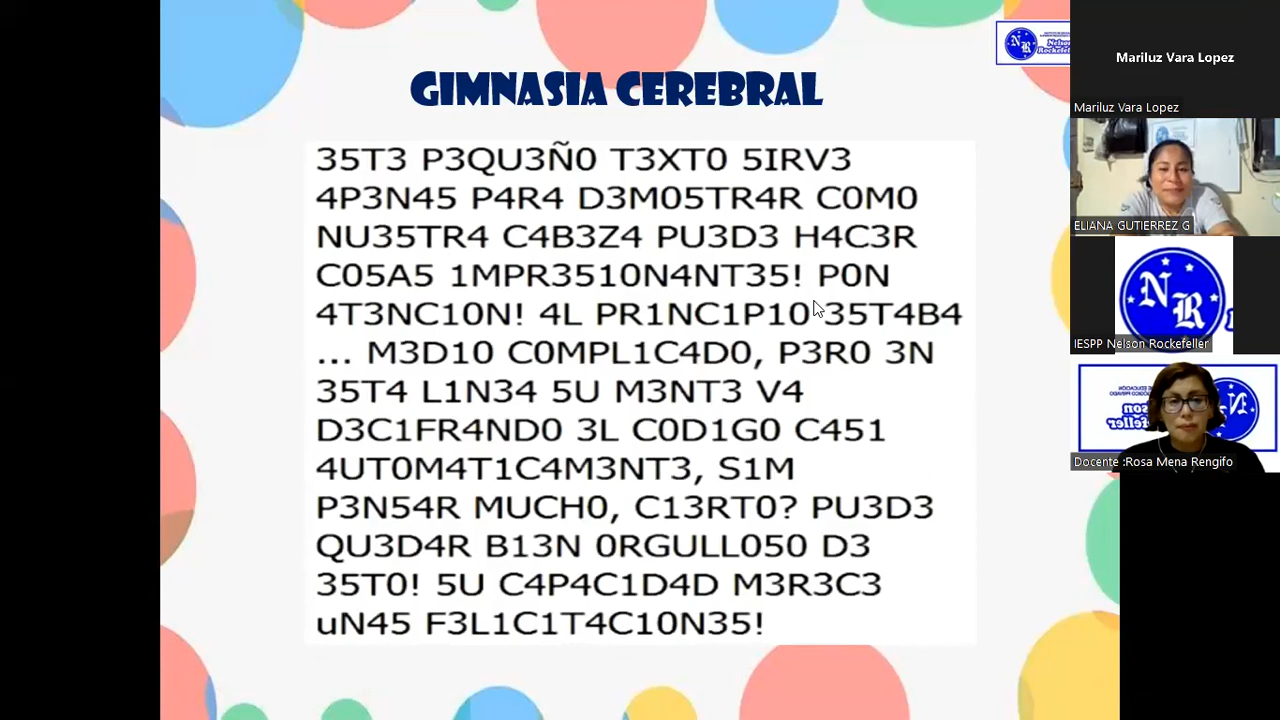 GIMNASIA CEREBRAL
35T3 P3QU3Ñ0 T3XT0 5IRV3
4P3N45 P4R4 D3M05TR4R C0M0
NU35TR4 C4B3Z4 PU3D3 H4C3R
C05A5 1MPR3510N4NT35! P0N
4T3NC10N! 4L PR1NC1P10 35T4B4
... M3D10 C0MPL1C4D0, P3R0 3N
35T4 L1N34 5U M3NT3 V4
D3C1FR4ND0 3L C0D1G0 C451
4UT0M4T1C4M3NT3, S1M
P3N54R MUCH0, C13RT0? PU3D3
QU3D4R B13N 0RGULL050 D3
35T0! 5U C4P4C1D4D M3R3C3
uN45 F3L1C1T4C10N35!
NR
Nelson
Mariluz Vara Lopez
Mariluz Vara Lopez
ELIANA GUTIERREZ G
NR
IESPP Nelson Rockefeller
Docente :Rosa Mena Rengifo